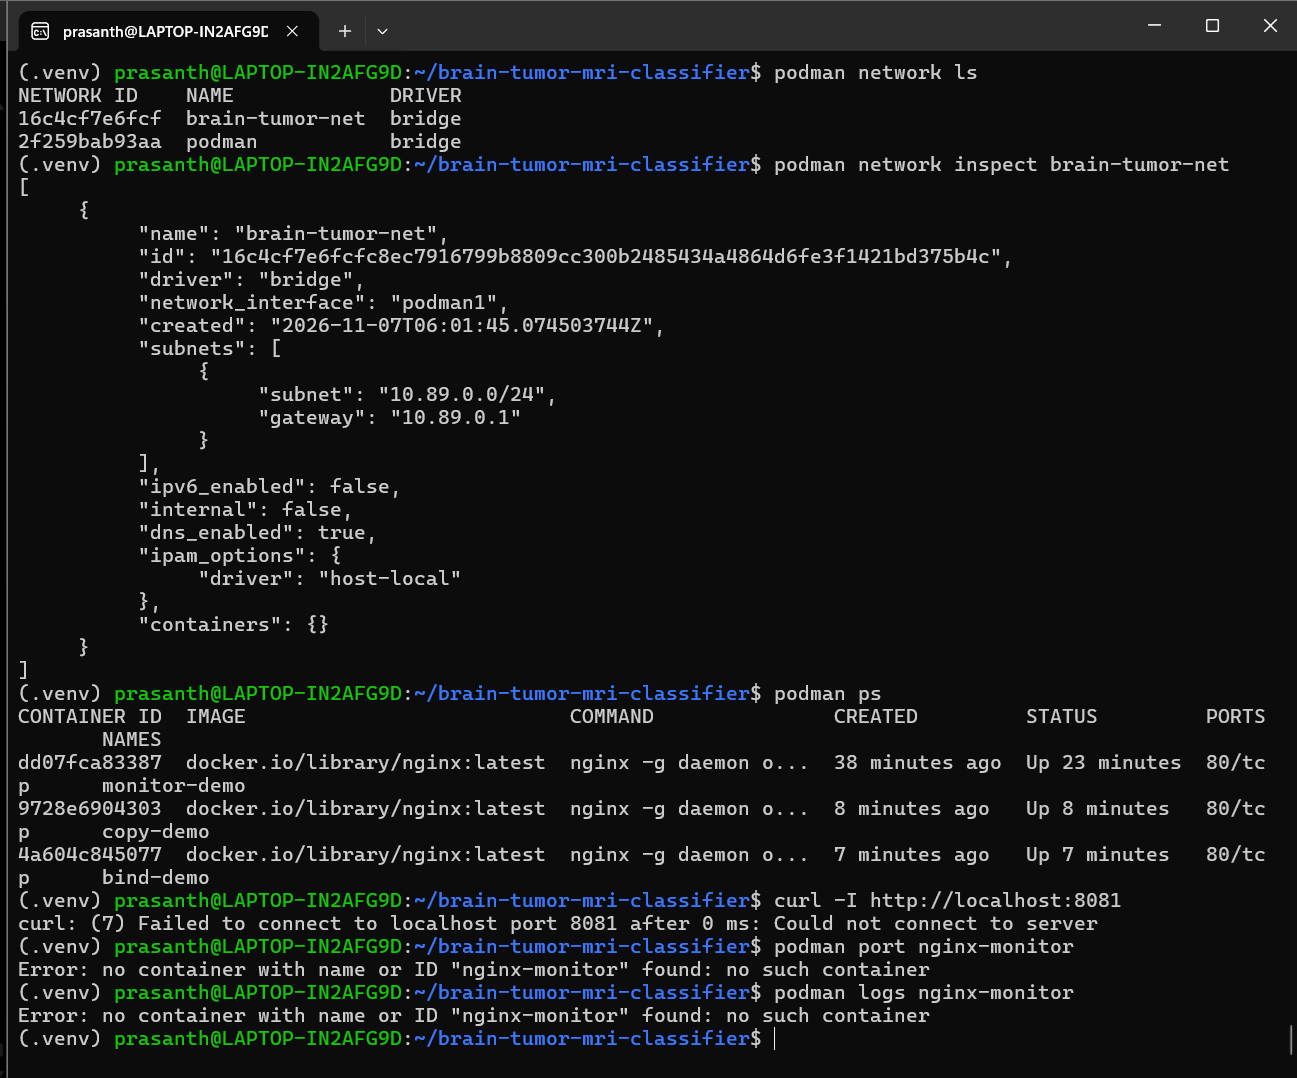 prasanth@LAPTOP-IN2AFG9D
(.venv) prasanth@LAPTOP-IN2AFG9D:~/brain-tumor-mri-classifier$ podman network ls
NETWORK ID    NAME             DRIVER
16c4cf7e6fcf  brain-tumor-net  bridge
2f259bab93aa  podman           bridge
(.venv) prasanth@LAPTOP-IN2AFG9D:~/brain-tumor-mri-classifier$ podman network inspect brain-tumor-net
[
     {
          "name": "brain-tumor-net",
          "id": "16c4cf7e6fcfc8ec7916799b8809cc300b2485434a4864d6fe3f1421bd375b4c",
          "driver": "bridge",
          "network_interface": "podman1",
          "created": "2026-11-07T06:01:45.074503744Z",
          "subnets": [
               {
                    "subnet": "10.89.0.0/24",
                    "gateway": "10.89.0.1"
               }
          ],
          "ipv6_enabled": false,
          "internal": false,
          "dns_enabled": true,
          "ipam_options": {
               "driver": "host-local"
          },
          "containers": {}
     }
]
(.venv) prasanth@LAPTOP-IN2AFG9D:~/brain-tumor-mri-classifier$ podman ps
CONTAINER ID  IMAGE                           COMMAND               CREATED         STATUS         PORTS
       NAMES
dd07fca83387  docker.io/library/nginx:latest  nginx -g daemon o...  38 minutes ago  Up 23 minutes  80/tc
p      monitor-demo
9728e6904303  docker.io/library/nginx:latest  nginx -g daemon o...  8 minutes ago   Up 8 minutes   80/tc
p      copy-demo
4a604c845077  docker.io/library/nginx:latest  nginx -g daemon o...  7 minutes ago   Up 7 minutes   80/tc
p      bind-demo
(.venv) prasanth@LAPTOP-IN2AFG9D:~/brain-tumor-mri-classifier$ curl -I http://localhost:8081
curl: (7) Failed to connect to localhost port 8081 after 0 ms: Could not connect to server
(.venv) prasanth@LAPTOP-IN2AFG9D:~/brain-tumor-mri-classifier$ podman port nginx-monitor
Error: no container with name or ID "nginx-monitor" found: no such container
(.venv) prasanth@LAPTOP-IN2AFG9D:~/brain-tumor-mri-classifier$ podman logs nginx-monitor
Error: no container with name or ID "nginx-monitor" found: no such container
(.venv) prasanth@LAPTOP-IN2AFG9D:~/brain-tumor-mri-classifier$